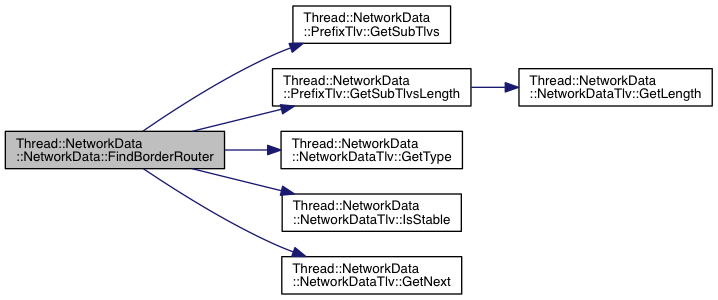 Thread::NetworkData
::PrefixTlv::GetSubTlvs
Thread::NetworkData
::PrefixTlv::GetSubTlvsLength
Thread::NetworkData
::NetworkDataTlv::GetLength
Thread::NetworkData
::NetworkData::FindBorderRouter
Thread::NetworkData
::NetworkDataTlv::GetType
Thread::NetworkData
::NetworkDataTlv::IsStable
Thread::NetworkData
::NetworkDataTlv::GetNext